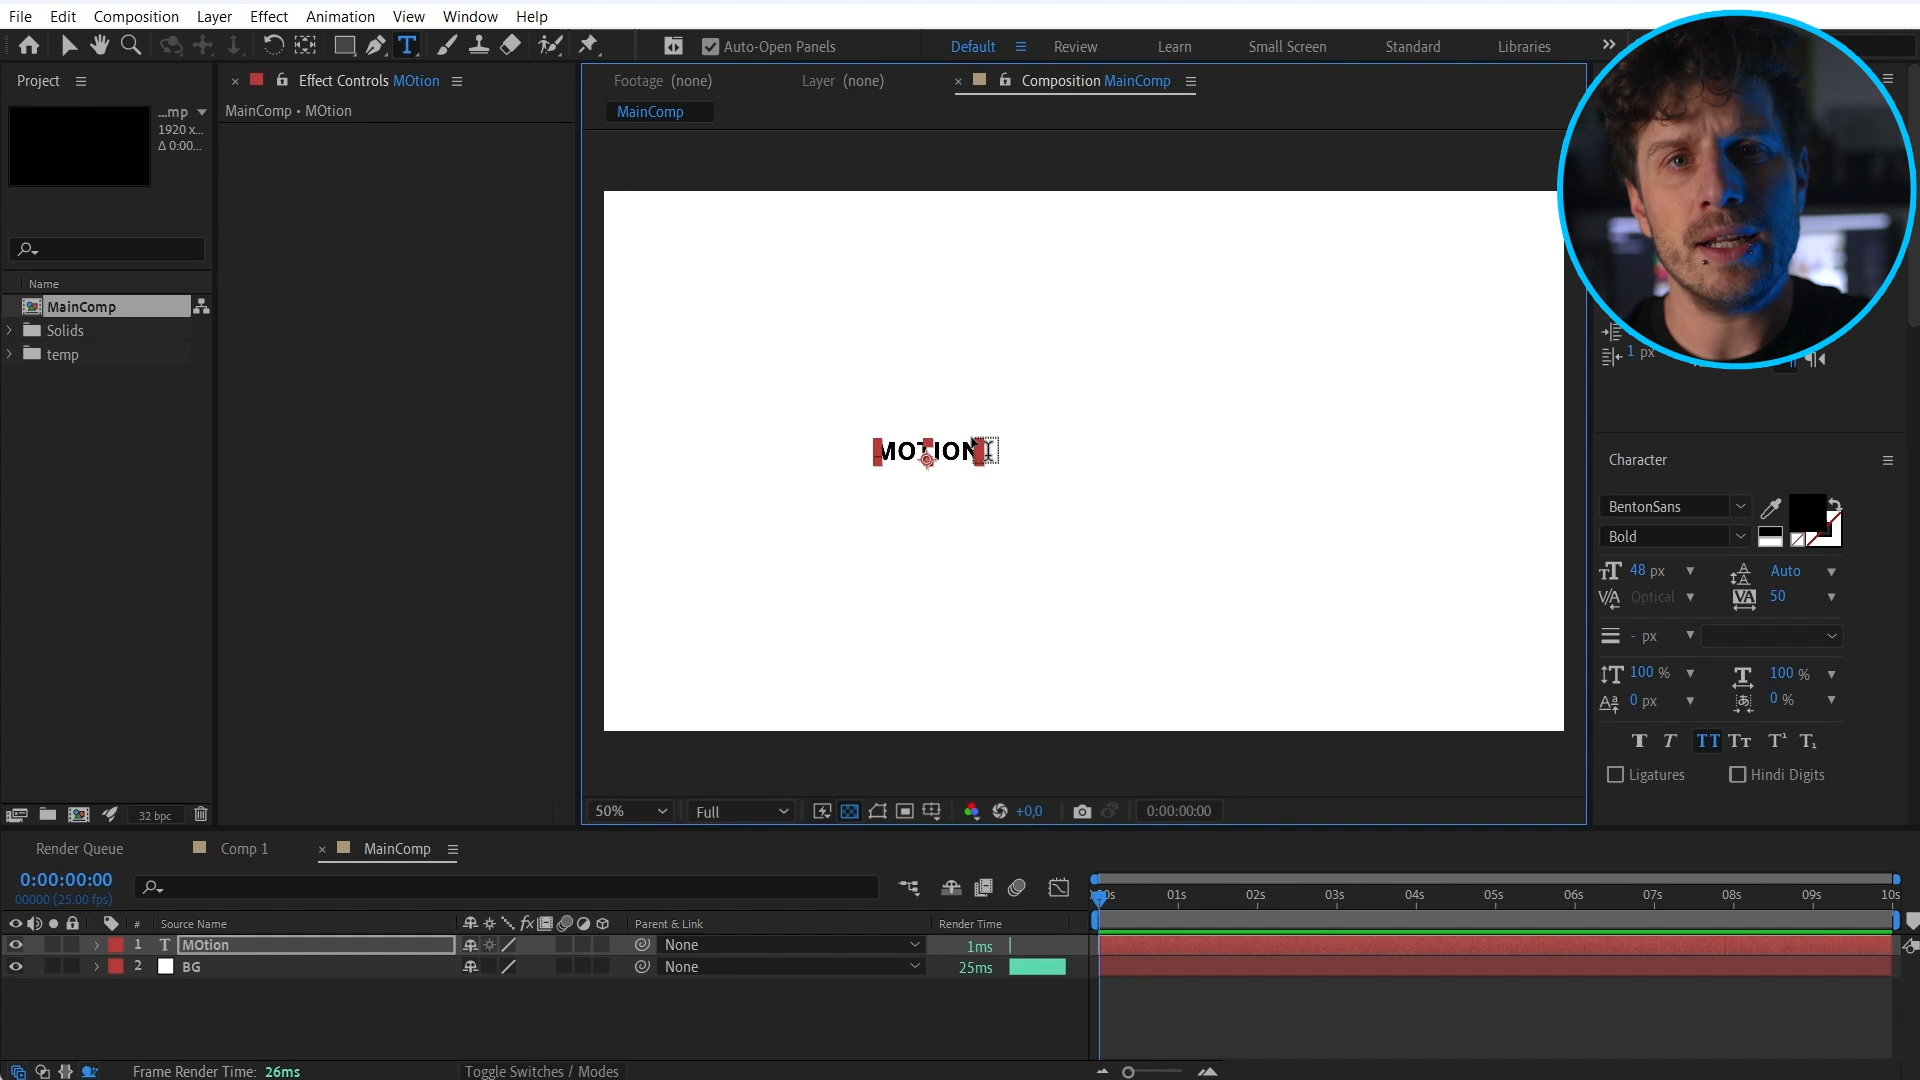 File Edit Composition Layer Effect Animation View Window Help
Auto-Open Panels Default Review Learn Small Screen Standard Libraries
Project
Effect Controls MOtion
Footage (none) Layer (none) Composition MainComp
MainComp • MOtion
MainComp
...mp
1920 x...
Δ 0:00...
Name
MainComp
Solids
temp
MOTION
1 px
Character
BentonSans
Bold
48 px Auto
Optical 50
- px
100 % 100 %
0 px 0 %
Ligatures Hindi Digits
32 bpc
50% Full +0,0 0:00:00:00
Render Queue Comp 1 MainComp
0:00:00:00
00000 (25.00 fps)
01s 02s 03s 04s 05s 06s 07s 08s 09s 10s
# Source Name Parent & Link Render Time
1 MOtion None 1ms
2 BG None 25ms
Frame Render Time: 26ms Toggle Switches / Modes